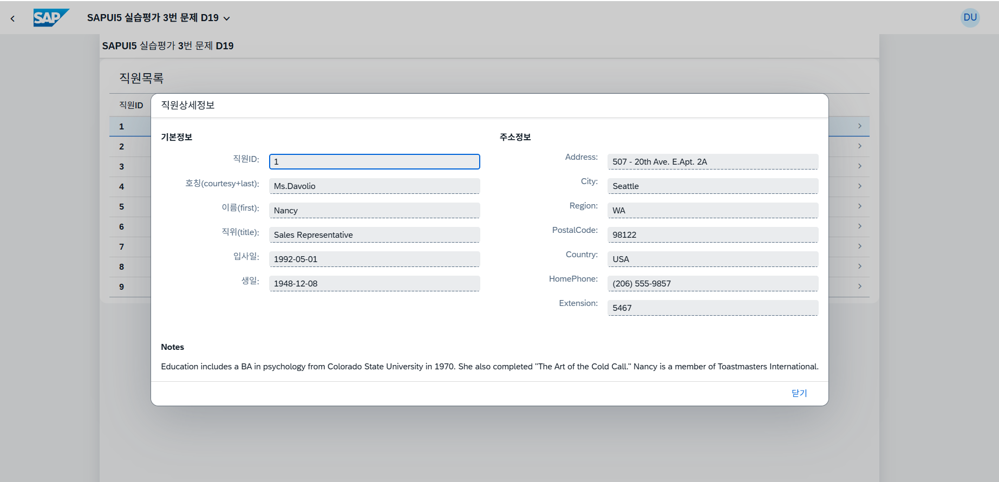 SAP
SAPUI5 실습평가 3번 문제 D19
DU
SAPUI5 실습평가 3번 문제 D19
직원목록
직원ID
1
2
3
4
5
6
7
8
9
직원상세정보
기본정보
직원ID: 1
호칭(courtesy+last): Ms.Davolio
이름(first): Nancy
직위(title): Sales Representative
입사일: 1992-05-01
생일: 1948-12-08
주소정보
Address: 507 - 20th Ave. E.Apt. 2A
City: Seattle
Region: WA
PostalCode: 98122
Country: USA
HomePhone: (206) 555-9857
Extension: 5467
Notes
Education includes a BA in psychology from Colorado State University in 1970. She also completed "The Art of the Cold Call." Nancy is a member of Toastmasters International.
닫기